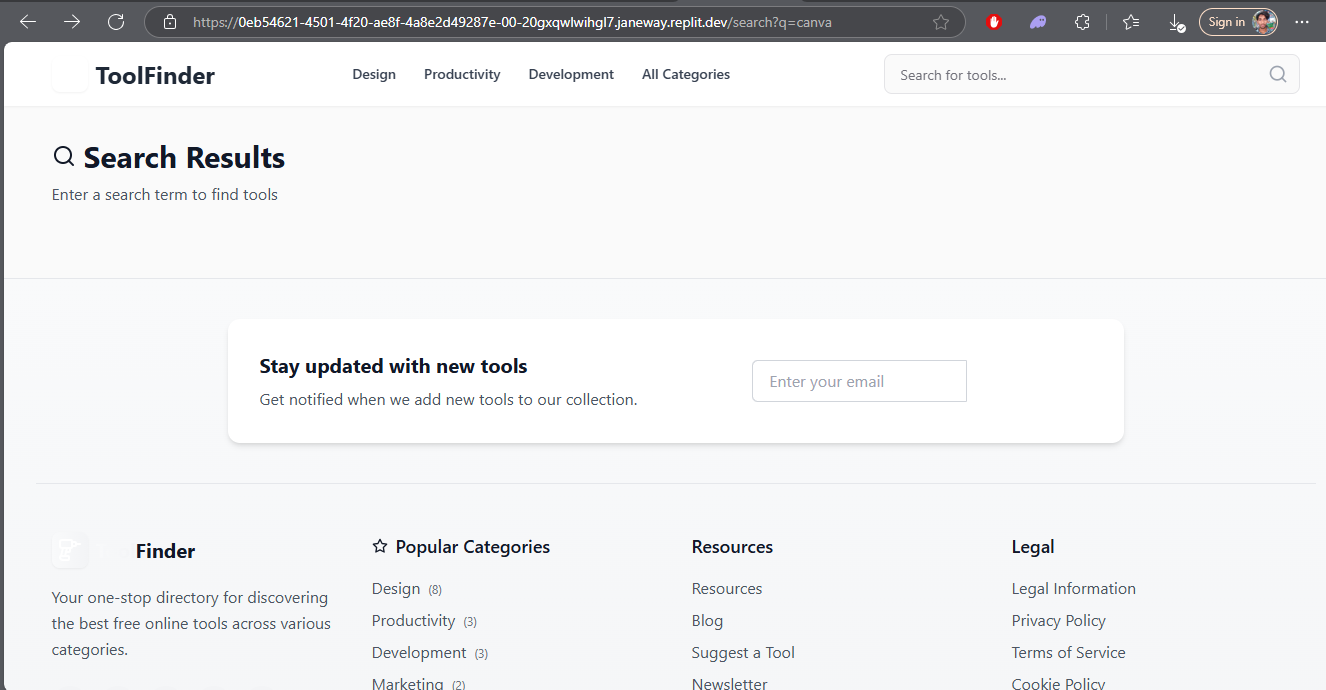 https://0eb54621-4501-4f20-ae8f-4a8e2d49287e-00-20gxqwlwihgl7.janeway.replit.dev/search?q=canva
Sign in
ToolFinder
Design
Productivity
Development
All Categories
Search for tools...
Search Results
Enter a search term to find tools
Stay updated with new tools
Get notified when we add new tools to our collection.
Enter your email
Finder
Your one-stop directory for discovering
the best free online tools across various
categories.
Popular Categories
Design (8)
Productivity (3)
Development (3)
Marketing (2)
Resources
Resources
Blog
Suggest a Tool
Newsletter
Legal
Legal Information
Privacy Policy
Terms of Service
Cookie Policy